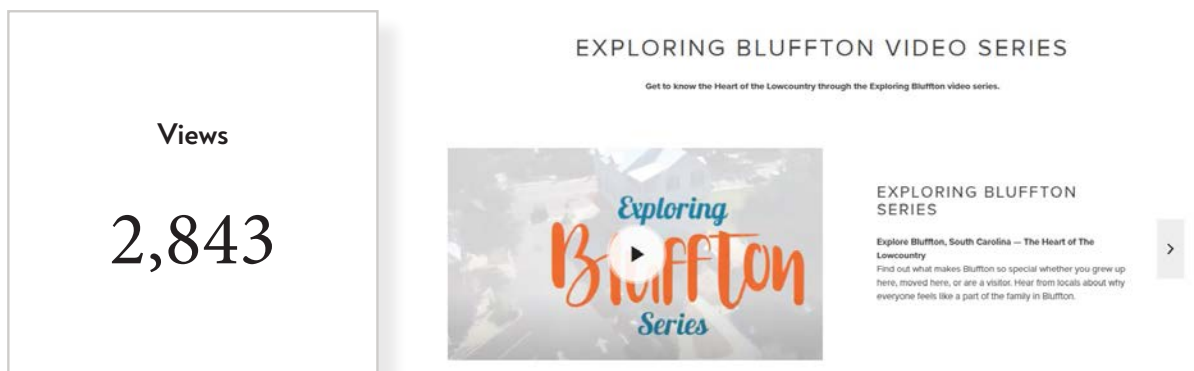 Views
2,843
EXPLORING BLUFFTON VIDEO SERIES
Get to know the Heart of the Lowcountry through the Exploring Bluffton video series.
Exploring
Bluffton
Series
EXPLORING BLUFFTON
SERIES
Explore Bluffton, South Carolina — The Heart of The
Lowcountry
Find out what makes Bluffton so special whether you grew up
here, moved here, or are a visitor. Hear from locals about why
everyone feels like a part of the family in Bluffton.